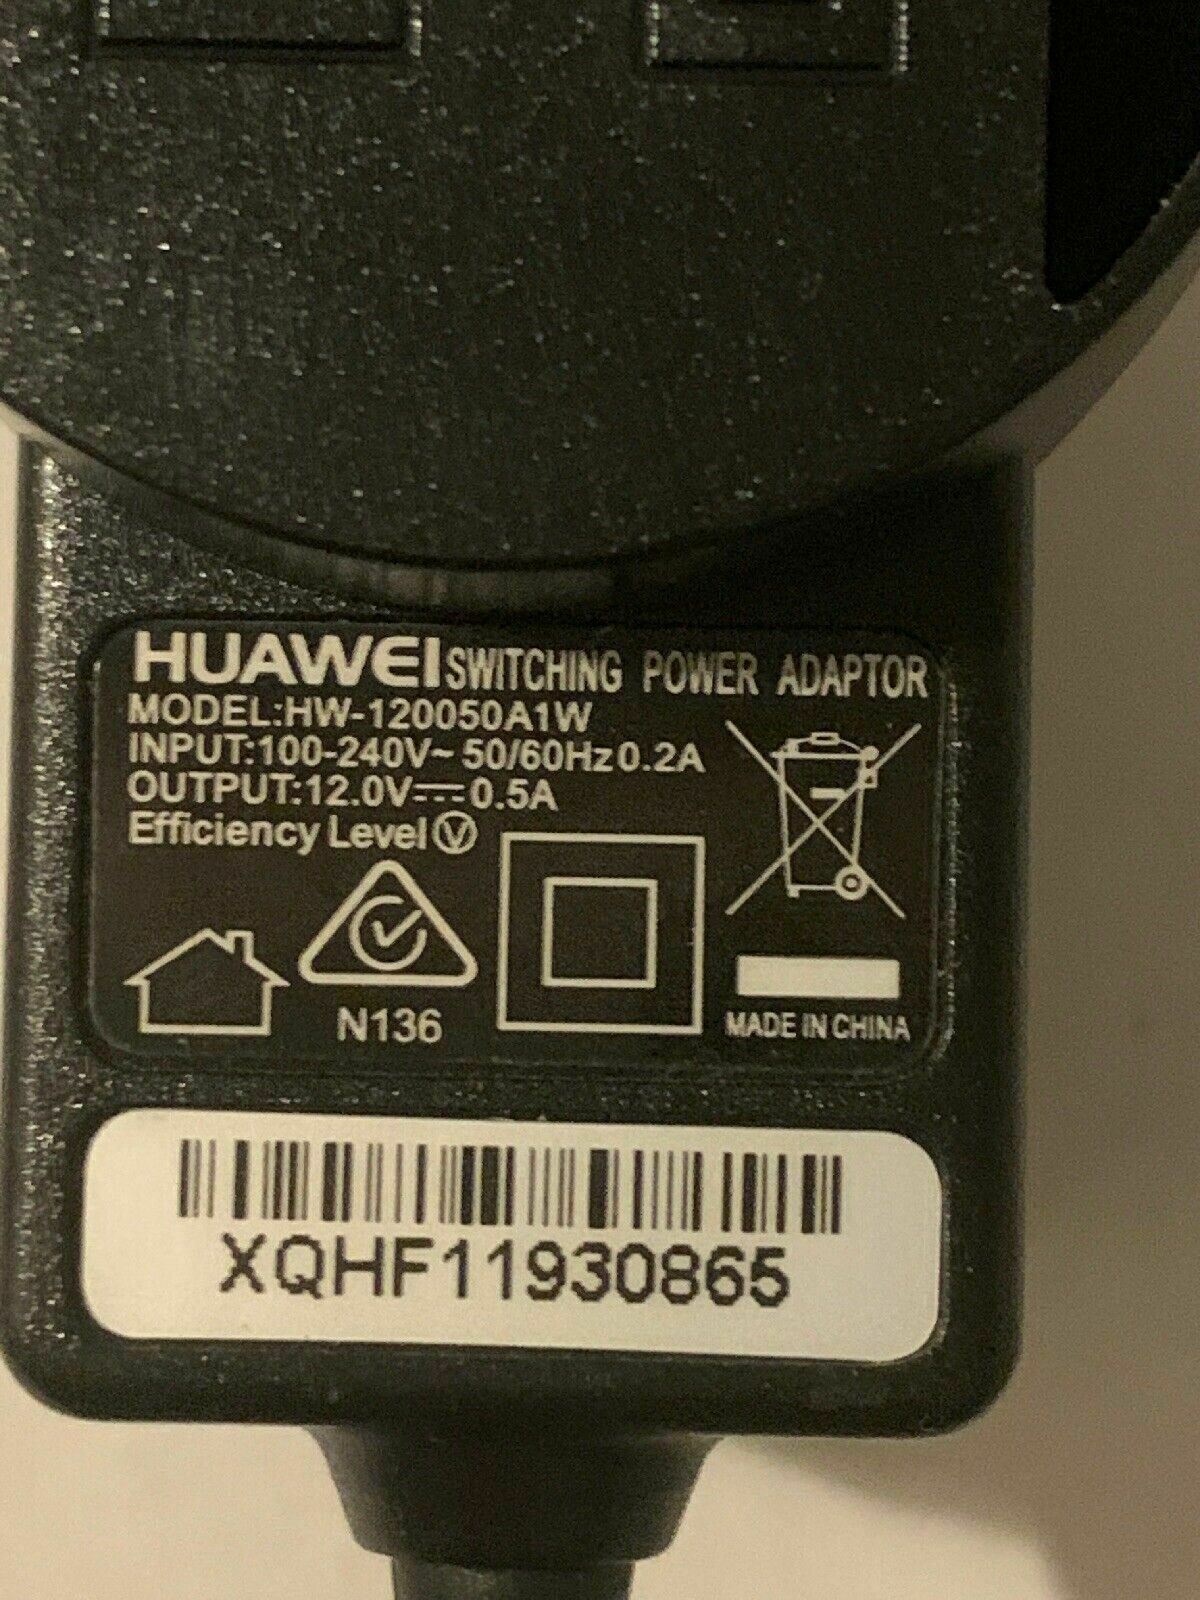 HUAWEI SWITCHING POWER ADAPTOR
MODEL:HW-120050A1W
INPUT:100-240V~ 50/60Hz 0.2A
OUTPUT:12.0V⎓0.5A
Efficiency Level Ⓥ
N136
MADE IN CHINA
XQHF11930865